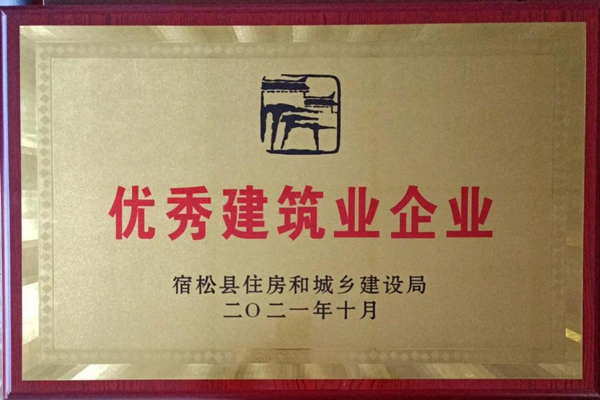 优秀建筑业企业
宿松县住房和城乡建设局
二〇二一年十月